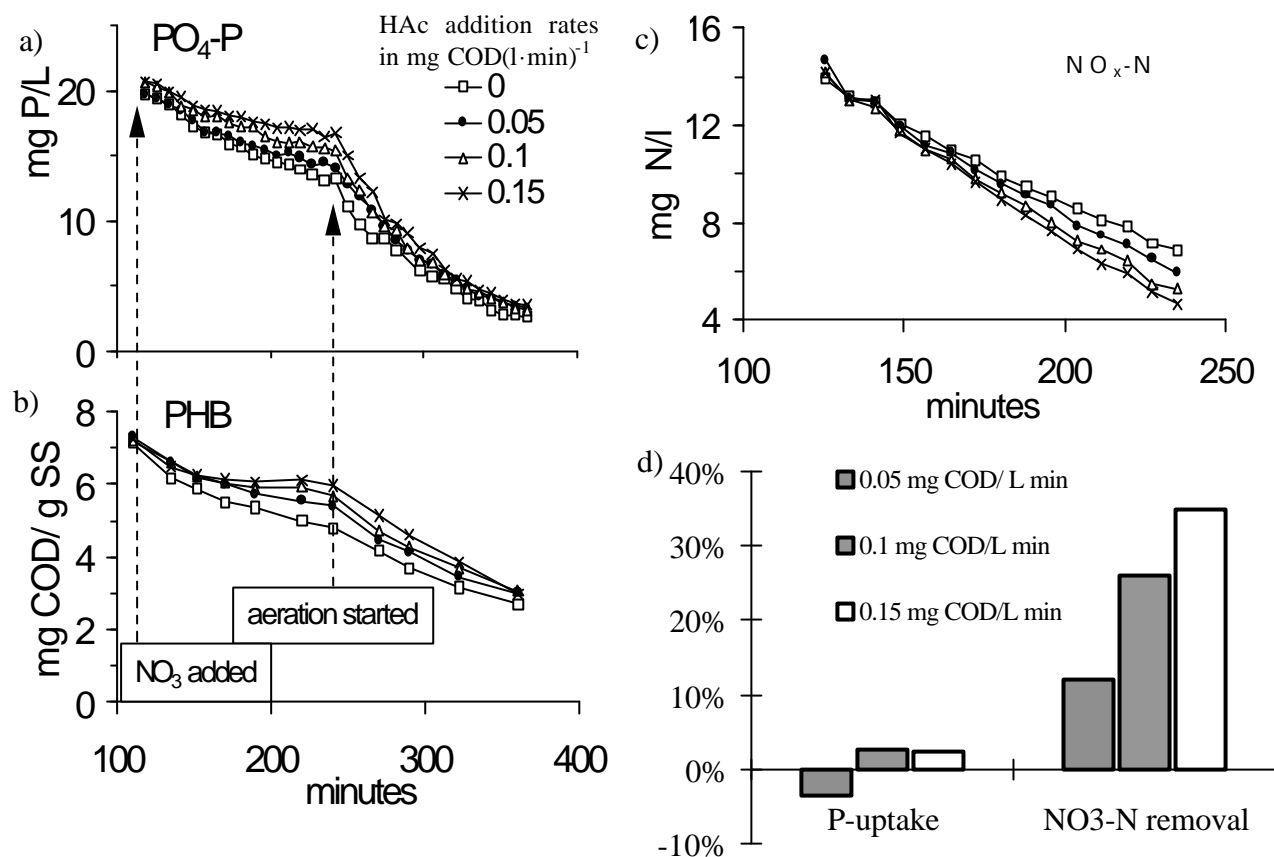 a)
PO4-P
mg P/L
20
10
0
HAc addition rates
in mg COD(l·min)-1
0
0.05
0.1
0.15
b)
PHB
mg COD/ g SS
8
6
4
2
0
aeration started
NO3 added
100
200
300
400
minutes
c)
NOx-N
mg N/l
16
12
8
4
100
150
200
250
minutes
d)
40%
30%
20%
10%
0%
-10%
0.05 mg COD/ L min
0.1 mg COD/L min
0.15 mg COD/L min
P-uptake
NO3-N removal